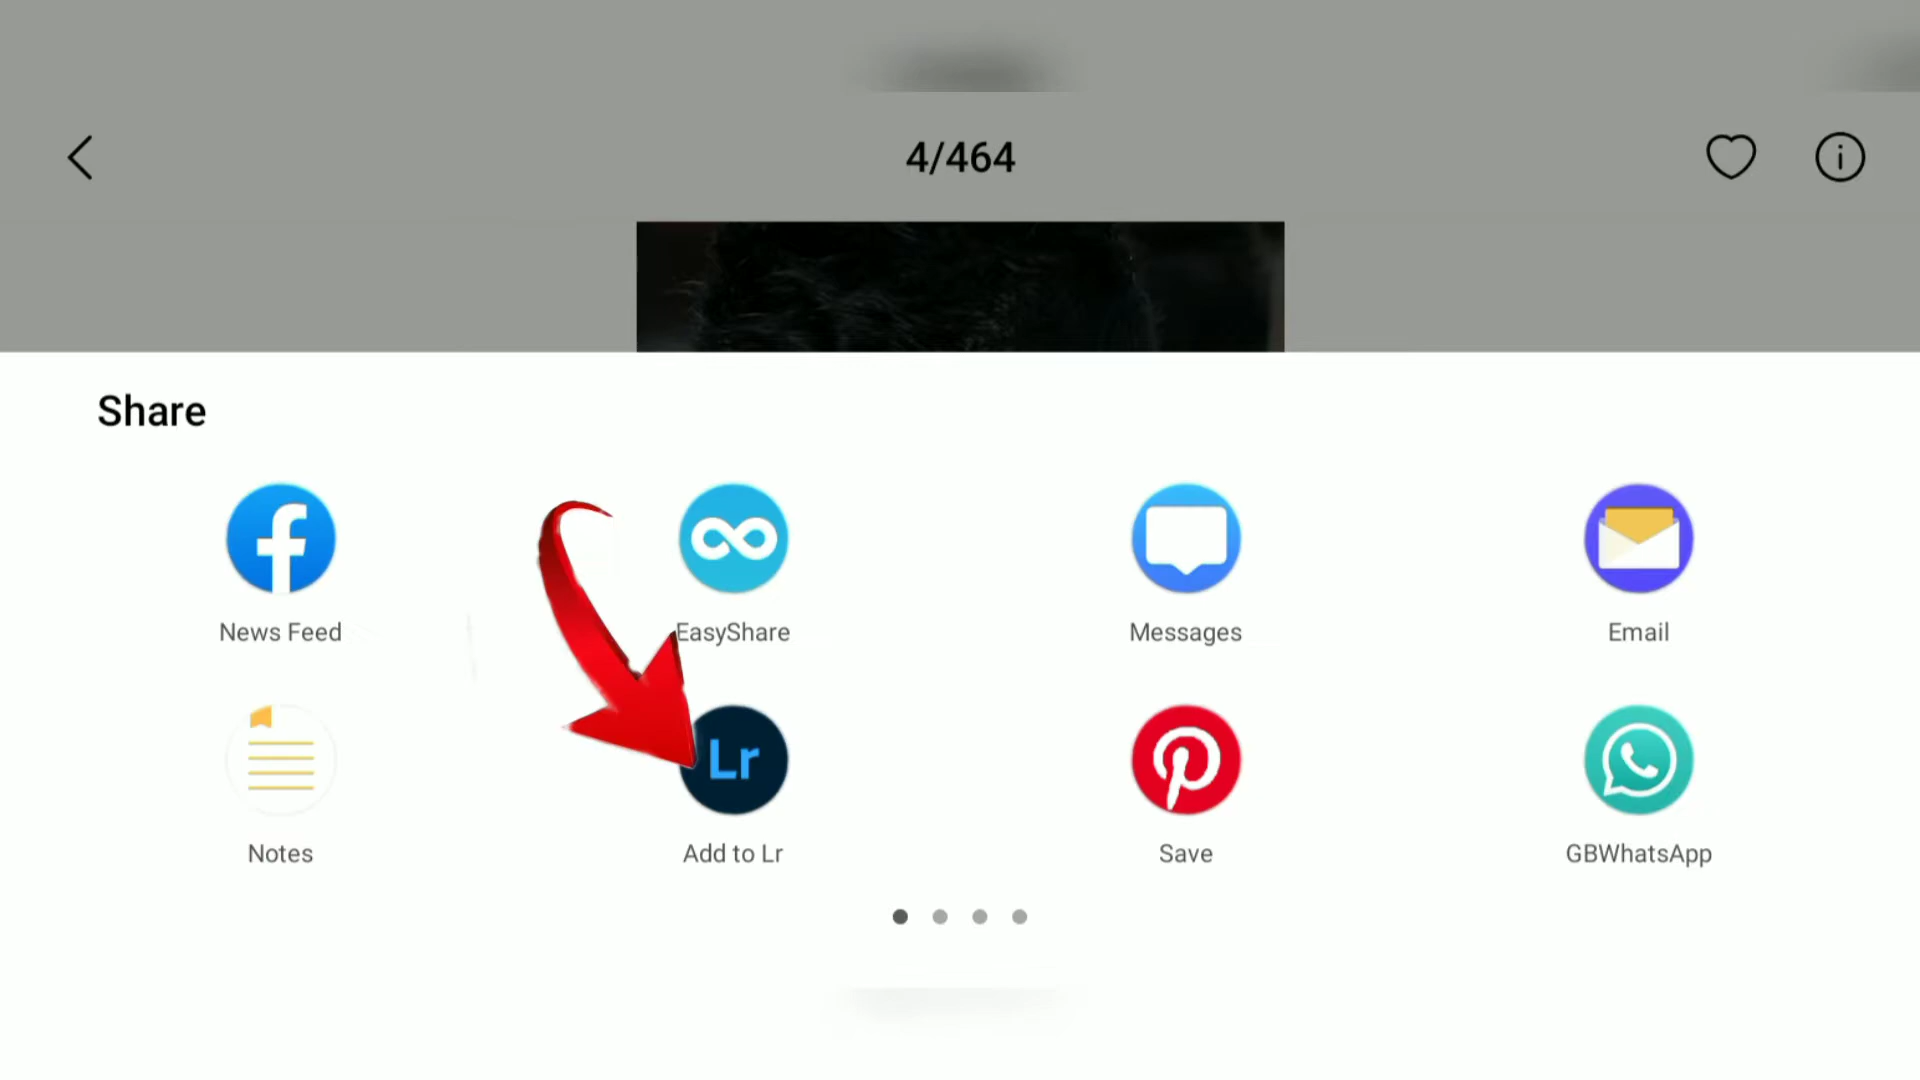 4/464
Share
News Feed
EasyShare
Messages
Email
Lr
Notes
Add to Lr
Save
GBWhatsApp